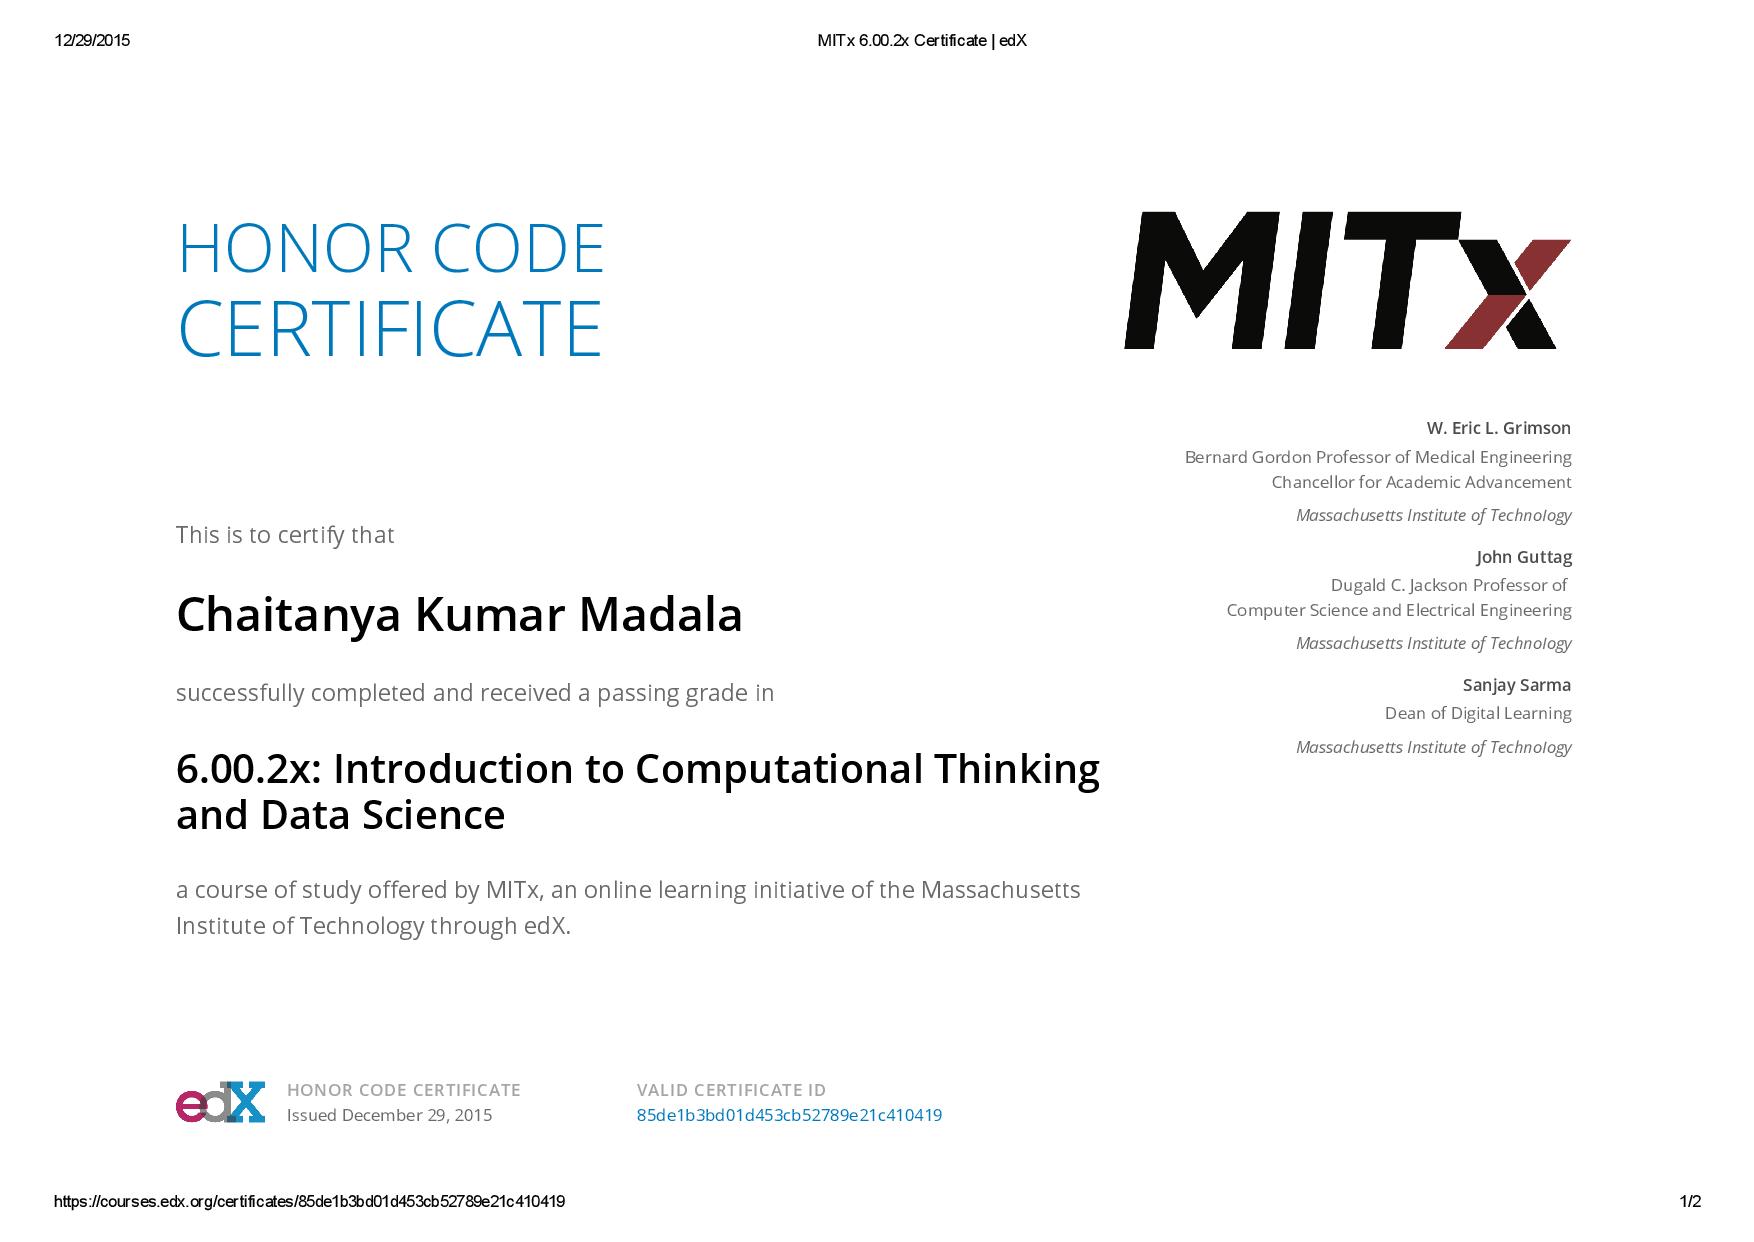 12/29/2015
MITx 6.00.2x Certificate | edX
HONOR CODE
CERTIFICATE
MITx
W. Eric L. Grimson
Bernard Gordon Professor of Medical Engineering
Chancellor for Academic Advancement
Massachusetts Institute of Technology
John Guttag
Dugald C. Jackson Professor of
Computer Science and Electrical Engineering
Massachusetts Institute of Technology
Sanjay Sarma
Dean of Digital Learning
Massachusetts Institute of Technology
This is to certify that
Chaitanya Kumar Madala
successfully completed and received a passing grade in
6.00.2x: Introduction to Computational Thinking
and Data Science
a course of study offered by MITx, an online learning initiative of the Massachusetts
Institute of Technology through edX.
edX
HONOR CODE CERTIFICATE
Issued December 29, 2015
VALID CERTIFICATE ID
85de1b3bd01d453cb52789e21c410419
https://courses.edx.org/certificates/85de1b3bd01d453cb52789e21c410419
1/2